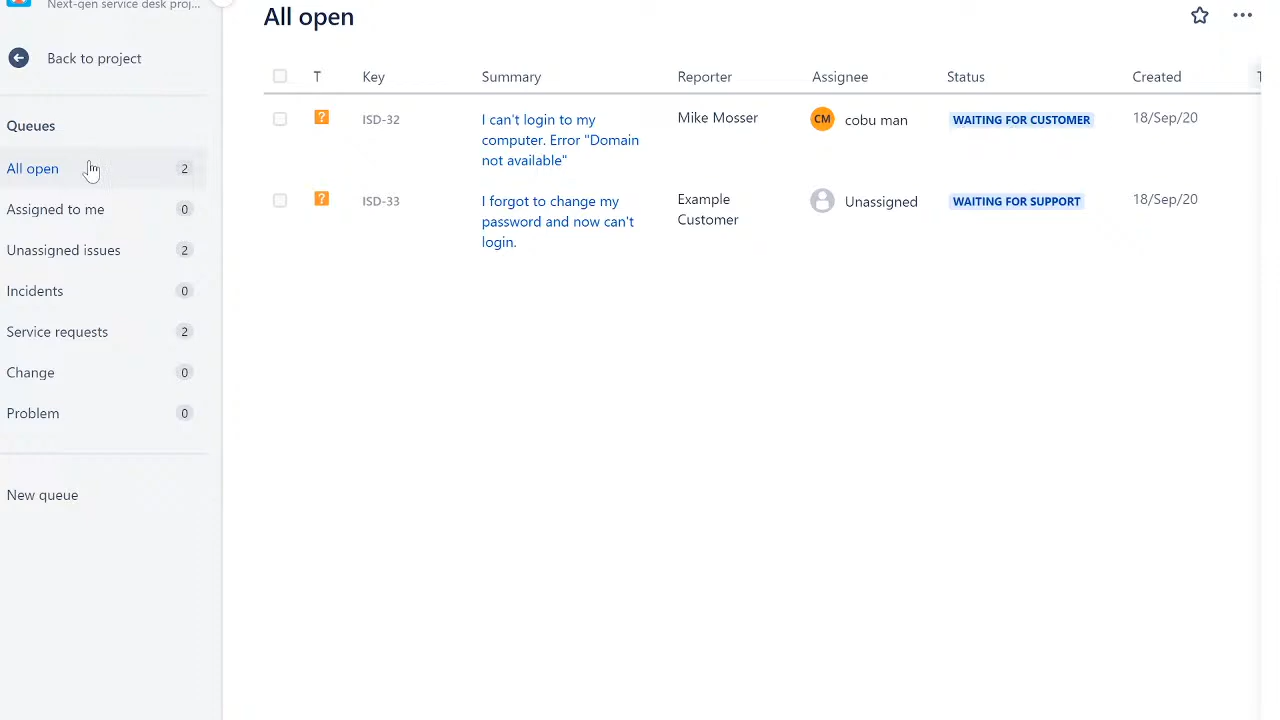 Next-gen service desk proj...
Back to project
Queues
All open 2
Assigned to me 0
Unassigned issues 2
Incidents 0
Service requests 2
Change 0
Problem 0
New queue
All open
T Key Summary Reporter Assignee Status Created
ISD-32 I can't login to my Mike Mosser CM cobu man WAITING FOR CUSTOMER 18/Sep/20
computer. Error "Domain
not available"
ISD-33 I forgot to change my Example Unassigned WAITING FOR SUPPORT 18/Sep/20
password and now can't Customer
login.